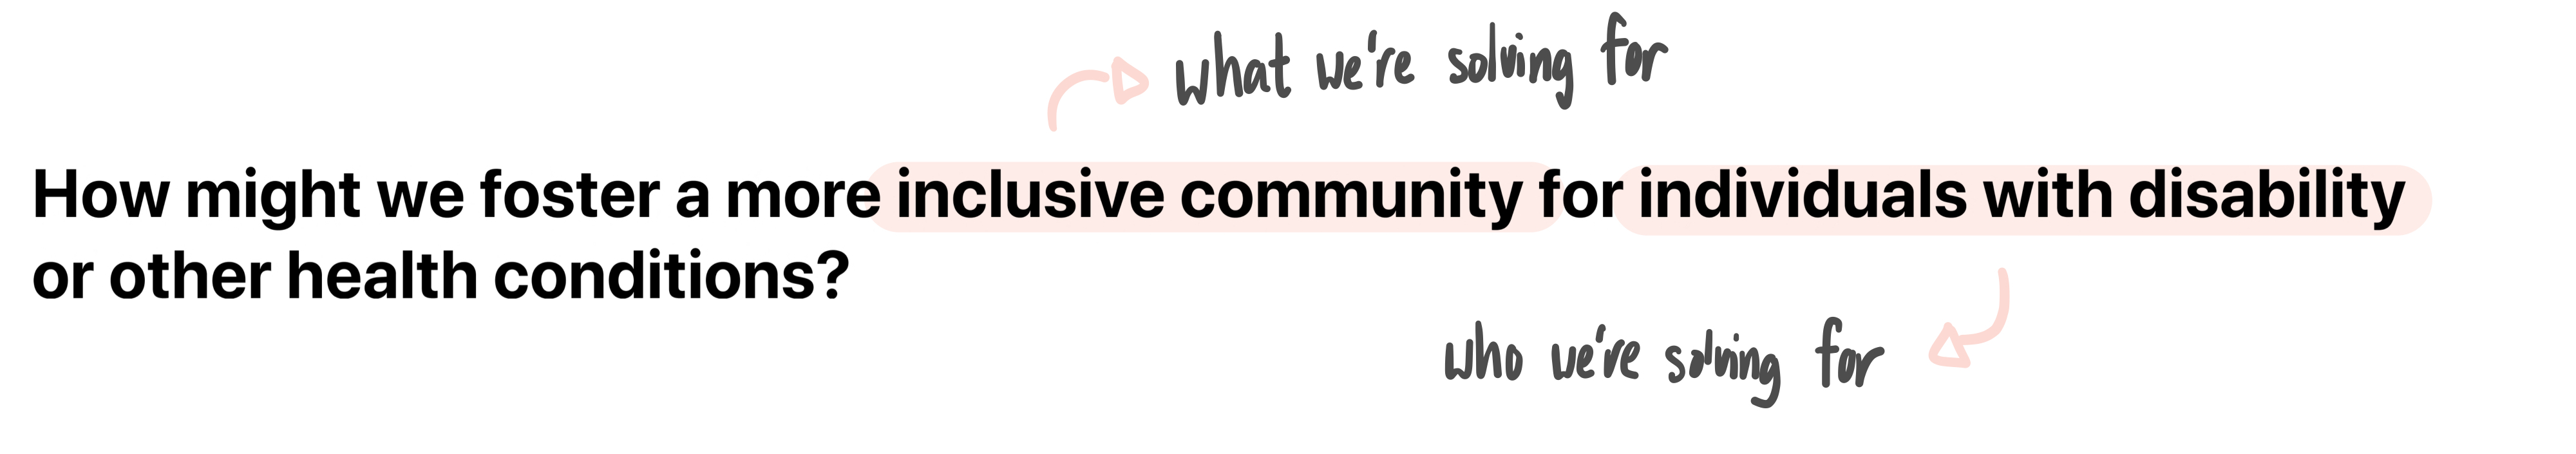 what we're solving for
How might we foster a more inclusive community for individuals with disability
or other health conditions?
who we're solving for